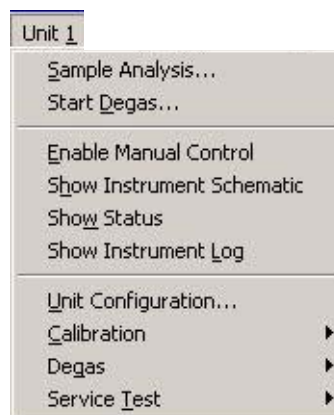 Unit 1
Sample Analysis...
Start Degas...
Enable Manual Control
Show Instrument Schematic
Show Status
Show Instrument Log
Unit Configuration...
Calibration
Degas
Service Test